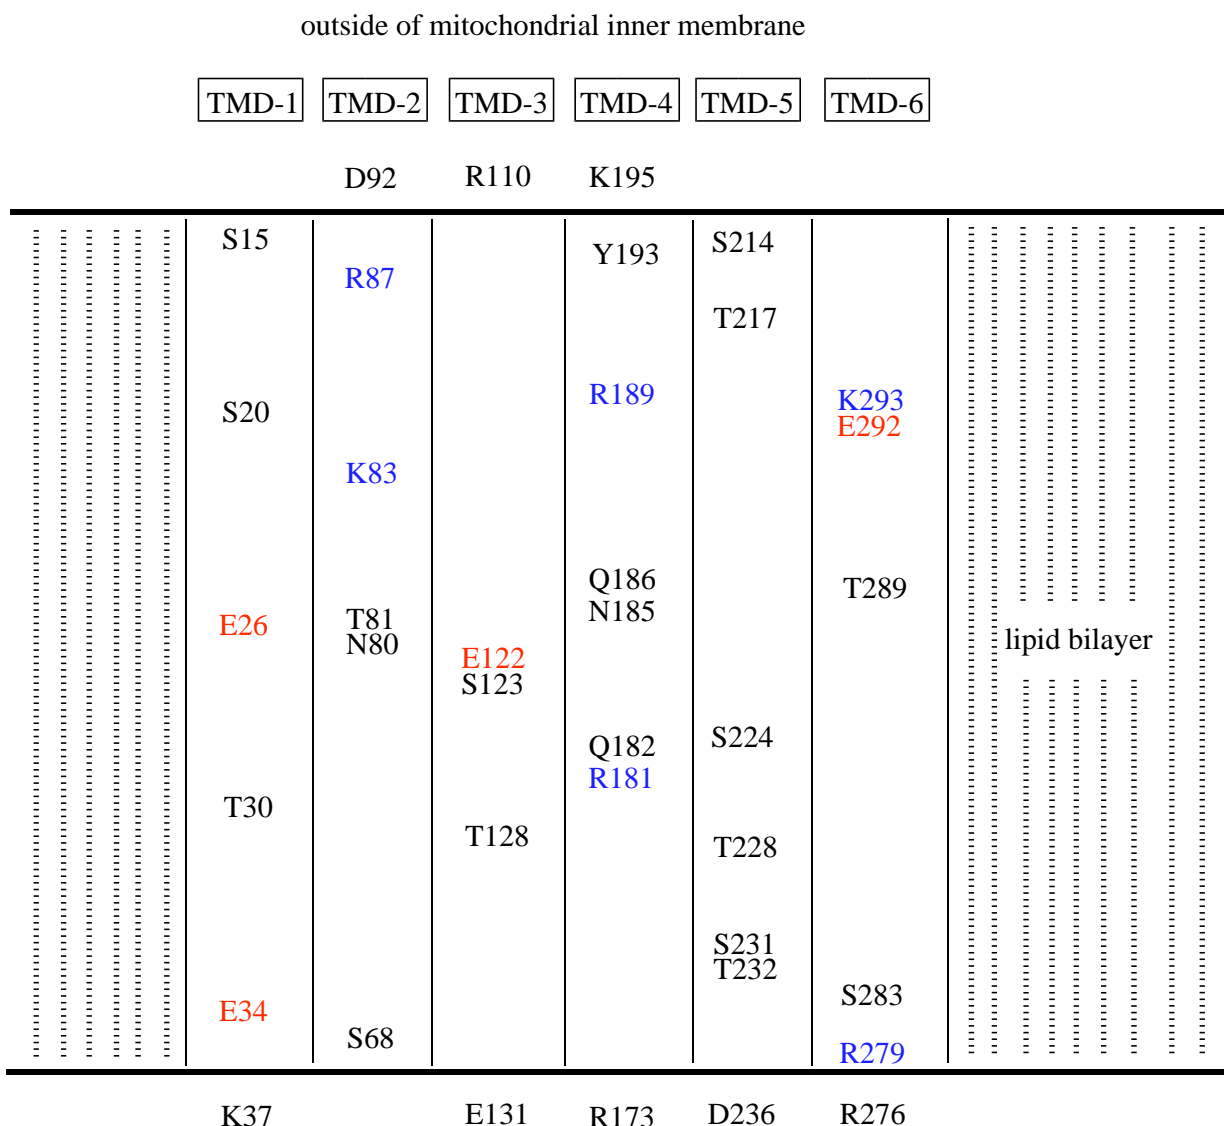 outside of mitochondrial inner membrane
TMD-1 TMD-2 TMD-3 TMD-4 TMD-5 TMD-6
D92 R110 K195
S15 Y193 S214
R87
T217
R189 K293
S20 E292
K83
Q186 T289
N185
E26 T81
N80 lipid bilayer
E122
S123
Q182 S224
R181
T30
T128 T228
S231
T232
S283
E34
S68
R279
K37 E131 R173 D236 R276